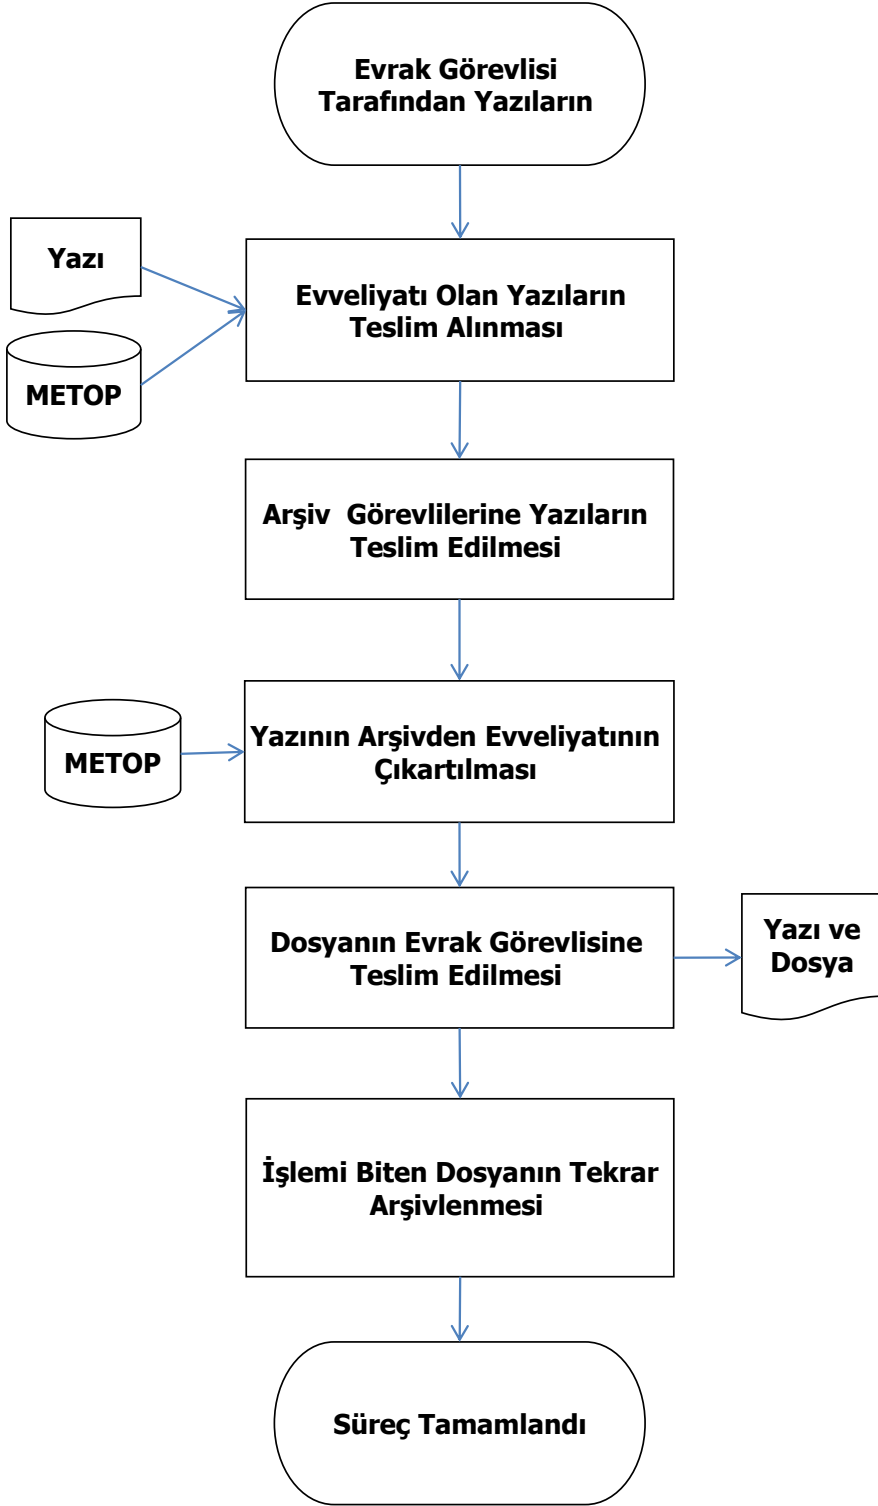 Evrak Görevlisi
Tarafından Yazıların
Yazı
Evveliyatı Olan Yazıların
Teslim Alınması
METOP
Arşiv  Görevlilerine Yazıların
Teslim Edilmesi
Yazının Arşivden Evveliyatının
Çıkartılması
METOP
Dosyanın Evrak Görevlisine
Teslim Edilmesi
Yazı ve
Dosya
İşlemi Biten Dosyanın Tekrar
Arşivlenmesi
Süreç Tamamlandı